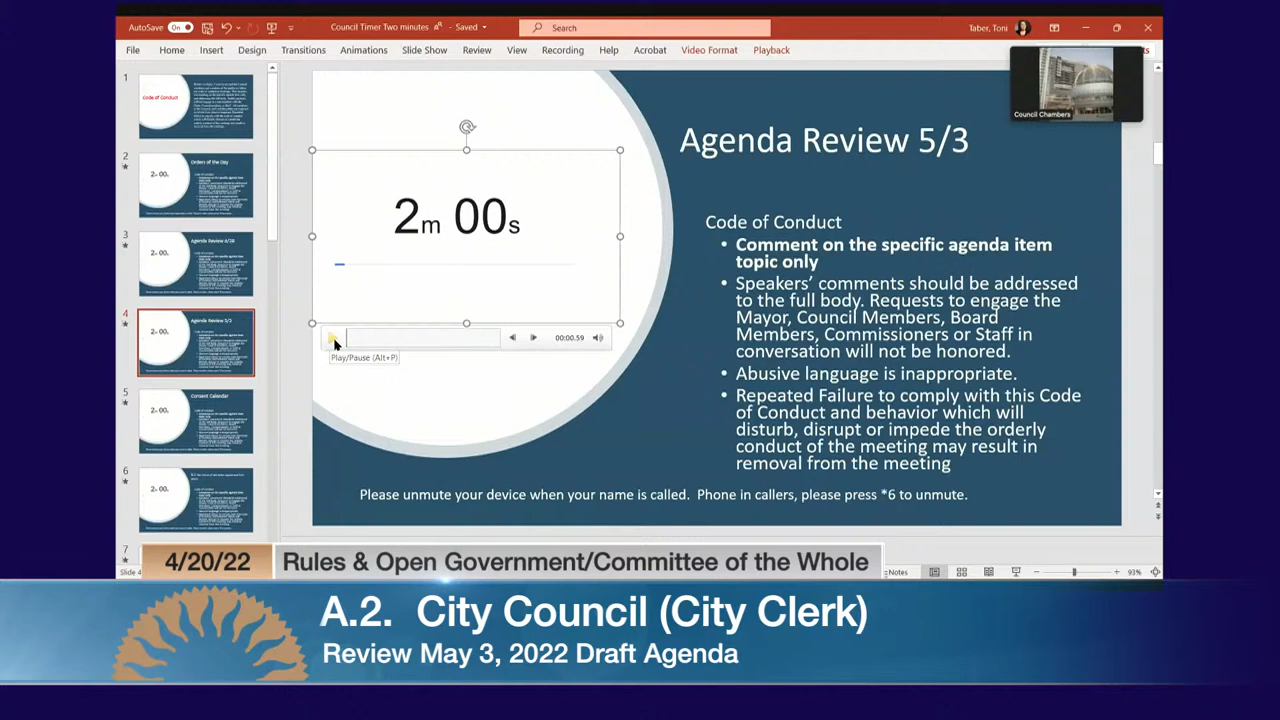 AutoSave On
Council Timer Two minutes
Saved
Search
Taber, Toni
File Home Insert Design Transitions Animations Slide Show Review View Recording Help Acrobat Video Format Playback
Council Chambers
1
Code of Conduct
2
Orders of the Day
3
4
5
Consent Calendar
6
7
Agenda Review 5/3
2m 00s
00:00.59
Play/Pause (Alt+P)
Code of Conduct
• Comment on the specific agenda item
topic only
• Speakers' comments should be addressed
to the full body. Requests to engage the
Mayor, Council Members, Board
Members, Commissioners or Staff in
conversation will not be honored.
• Abusive language is inappropriate.
• Repeated Failure to comply with this Code
of Conduct and behavior which will
disturb, disrupt or impede the orderly
conduct of the meeting may result in
removal from the meeting
Please unmute your device when your name is called. Phone in callers, please press *6 to unmute.
Notes
93%
4/20/22
Rules & Open Government/Committee of the Whole
A.2. City Council (City Clerk)
Review May 3, 2022 Draft Agenda